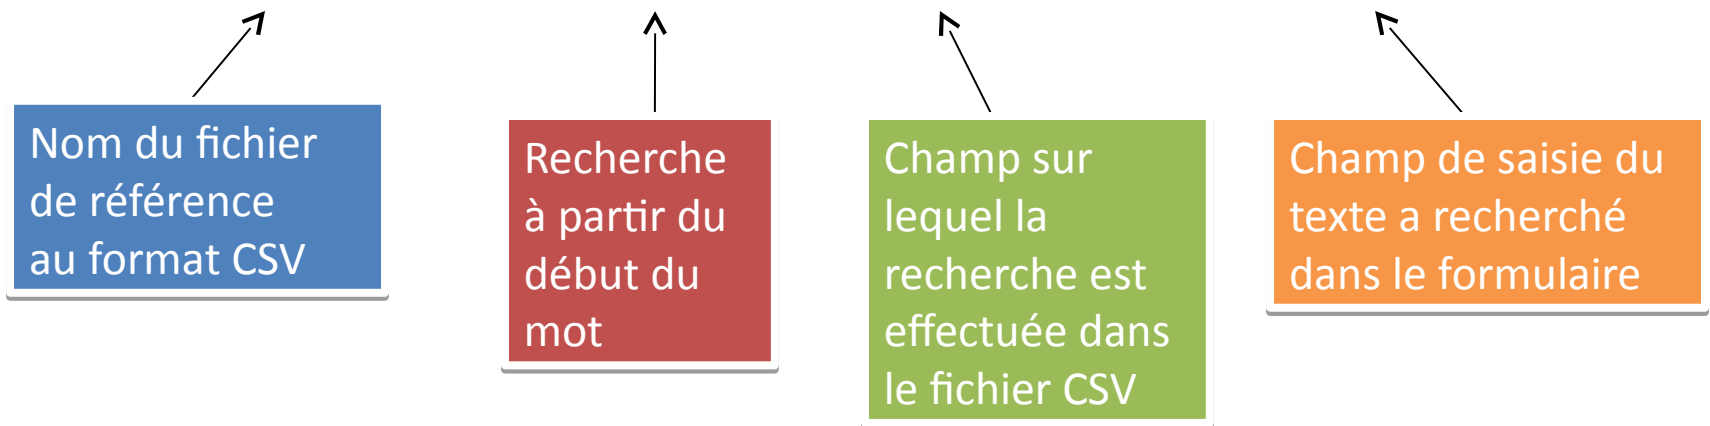 Nom du fichier
de référence
au format CSV
Recherche
à partir du
début du
mot
Champ sur
lequel la
recherche est
effectuée dans
le fichier CSV
Champ de saisie du
texte a recherché
dans le formulaire